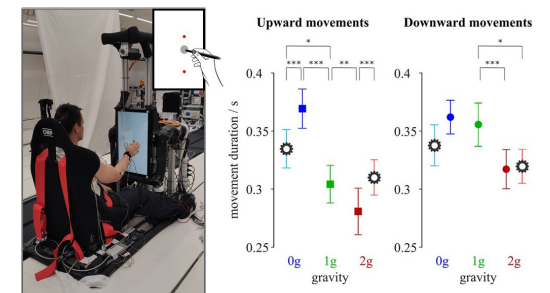 Upward movements
*
*** *** ** ***
0.4
0.35
0.3
0.25
movement duration / s
0g 1g 2g
gravity
Downward movements
*
***
0.4
0.35
0.3
0.25
0g 1g 2g
gravity